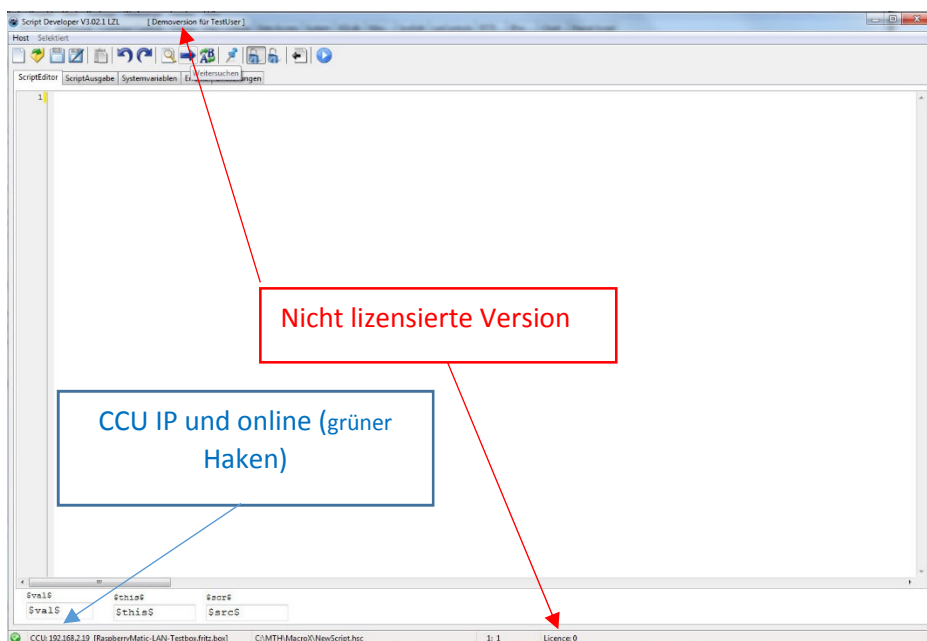 Script Developer V3.02.1 LZL [ Demoversion für TestUser ]
Host Selektiert
ScriptEditor ScriptAusgabe Systemvariablen
Weitersuchen
1
Nicht lizensierte Version
CCU IP und online (grüner
Haken)
$val$ $this$ $scr$
$val$ $this$ $src$
CCU: 192.168.2.19 [RaspberryMatic-LAN-Testbox.fritz.box] C:\MTH\MacroX\NewScript.hsc 1: 1 Licence: 0